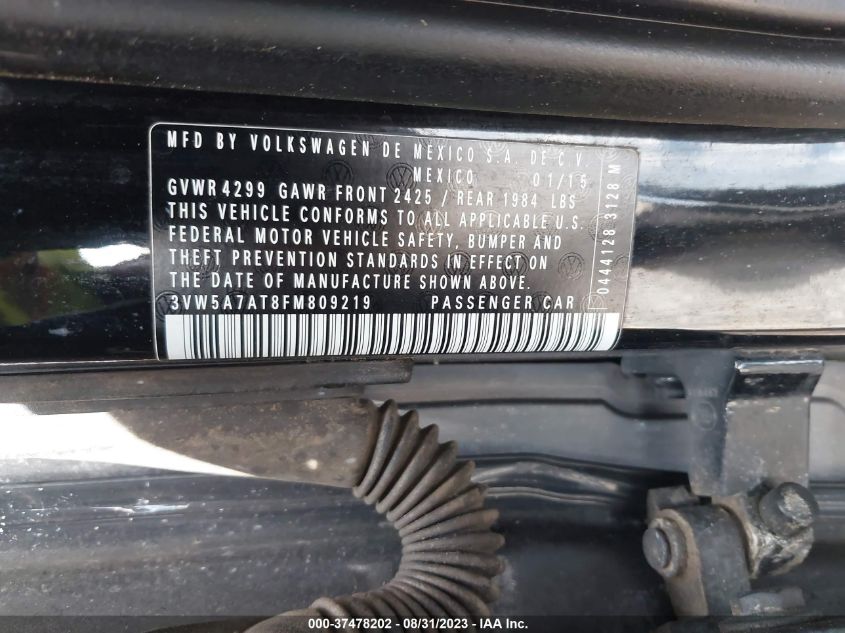 MFD BY VOLKSWAGEN DE MEXICO S.A. DE C.V.
MEXICO 01/15
GVWR 4299 GAWR FRONT 2425 / REAR 1984 LBS
THIS VEHICLE CONFORMS TO ALL APPLICABLE U.S.
FEDERAL MOTOR VEHICLE SAFETY, BUMPER AND
THEFT PREVENTION STANDARDS IN EFFECT ON
THE DATE OF MANUFACTURE SHOWN ABOVE.
3VW5A7AT8FM809219 PASSENGER CAR
0444128 3128 M
000-37478202 - 08/31/2023 - IAA Inc.